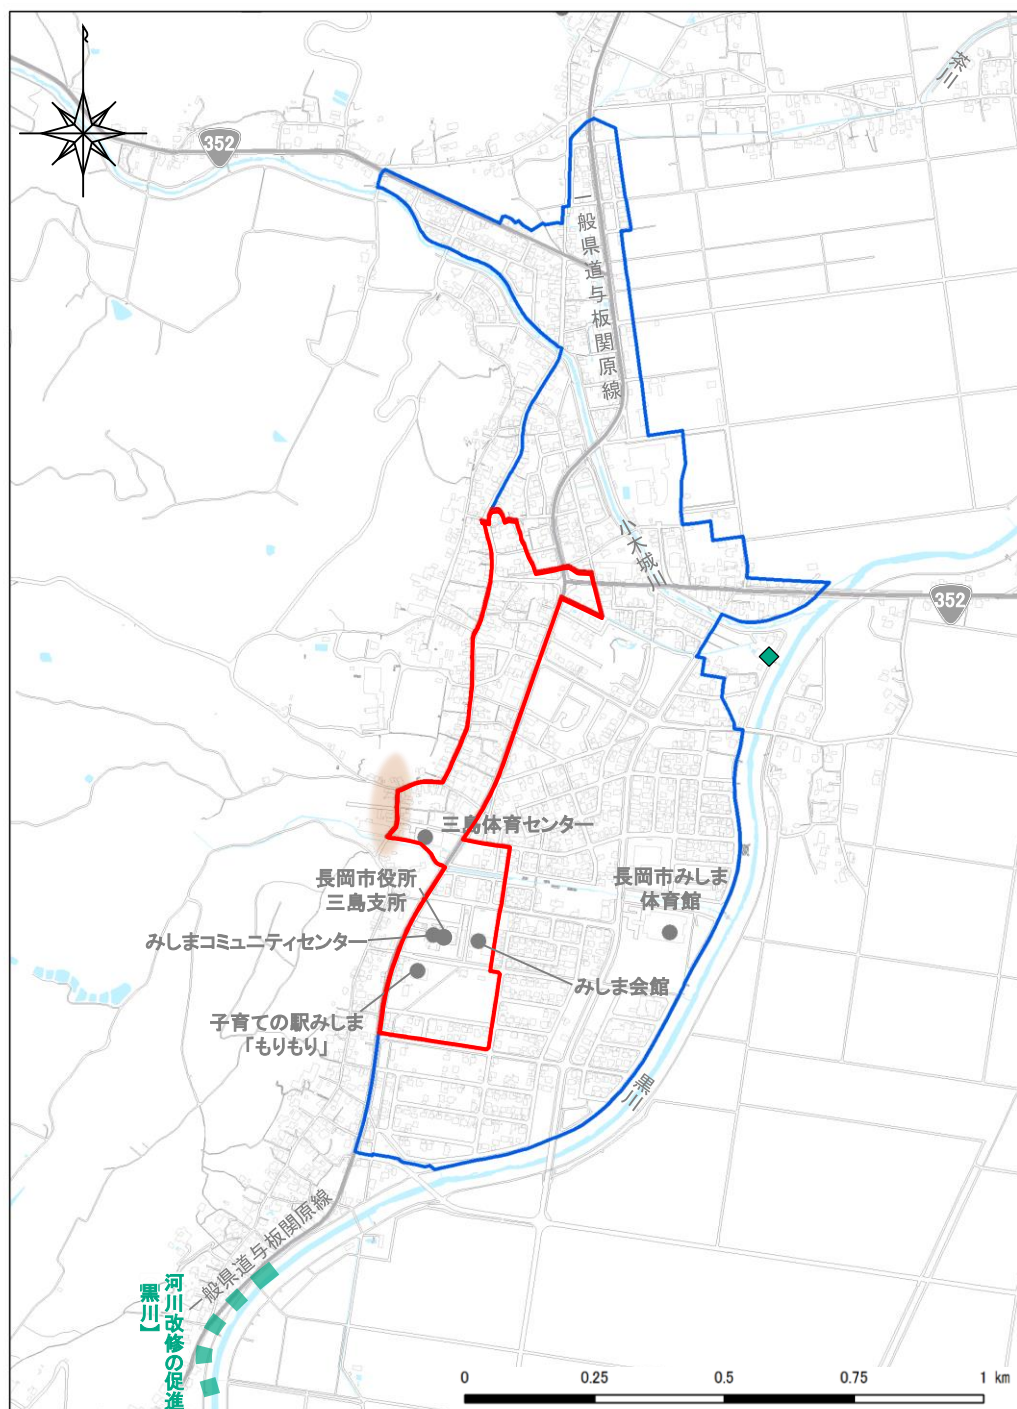 茶川
352
一般県道与板関原線
小木城川
352
三島体育センター
長岡市役所
三島支所
長岡市みしま
体育館
みしまコミュニティセンター
みしま会館
子育ての駅みしま
「もりもり」
黒川
一般県道与板関原線
河川改修の促進
【黒川】
0 0.25 0.5 0.75 1 km